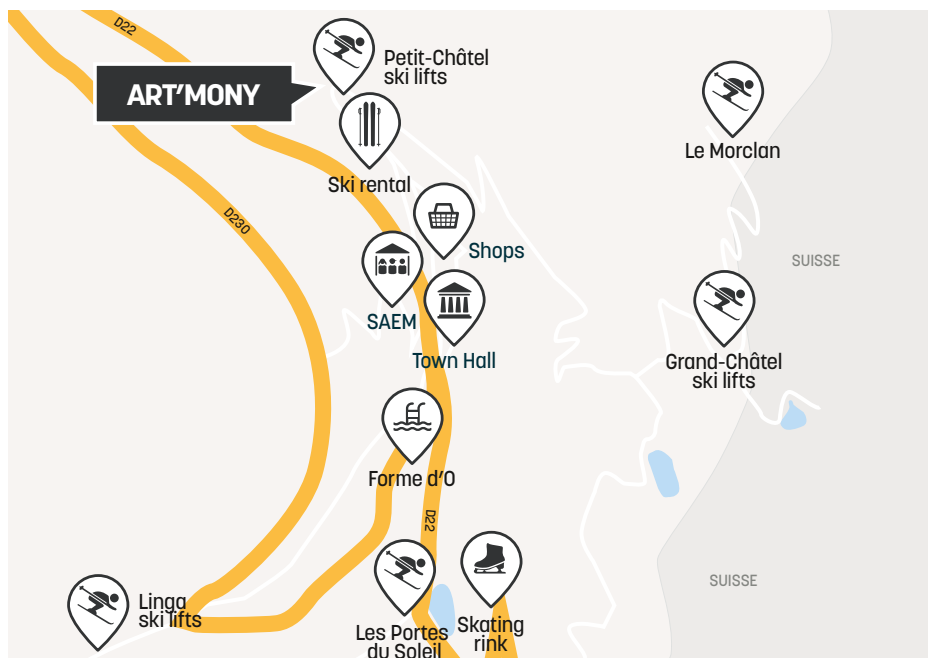 D22
Petit-Châtel
ski lifts
ART'MONY
Le Morclan
Ski rental
D230
Shops
SUISSE
SAEM
Town Hall
Grand-Châtel
ski lifts
Forme d'O
D22
SUISSE
Linga
ski lifts
Les Portes
du Soleil
Skating
rink